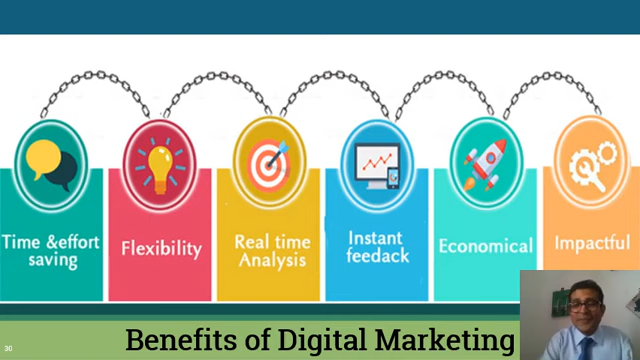 Time &effort
saving
Flexibility
Real time
Analysis
Instant
feedack
Economical
Impactful
30
Benefits of Digital Marketing